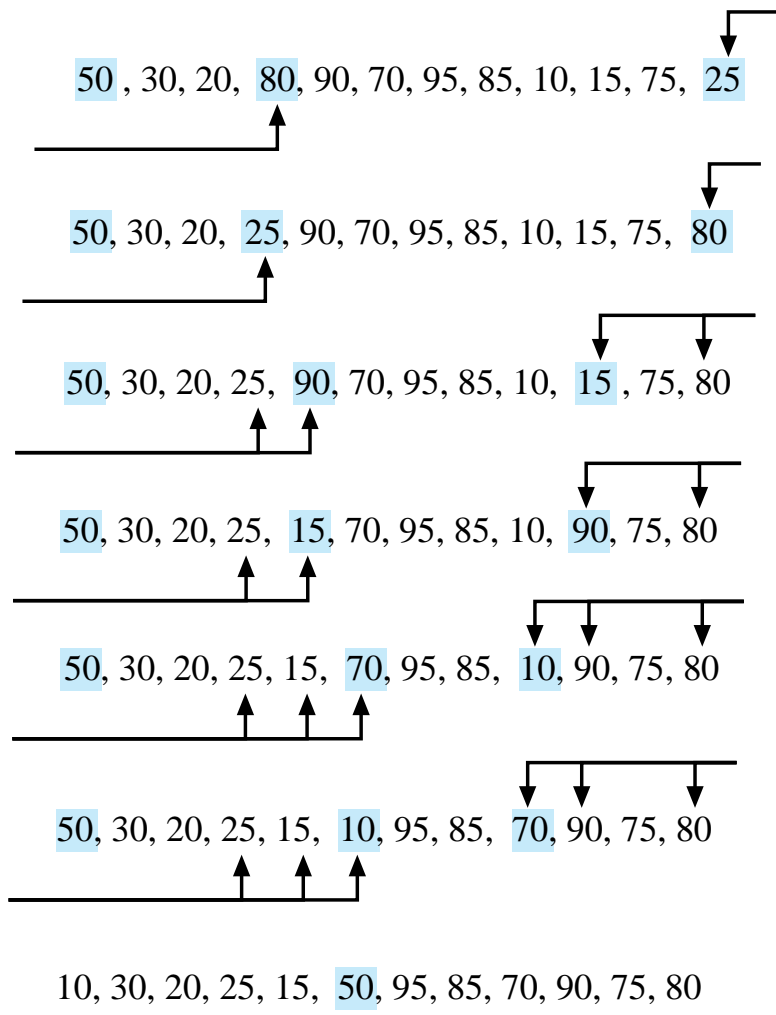 50 , 30, 20, 80, 90, 70, 95, 85, 10, 15, 75, 25
50, 30, 20, 25, 90, 70, 95, 85, 10, 15, 75, 80
50, 30, 20, 25, 90, 70, 95, 85, 10, 15 , 75, 80
50, 30, 20, 25, 15, 70, 95, 85, 10, 90, 75, 80
50, 30, 20, 25, 15, 70, 95, 85, 10, 90, 75, 80
50, 30, 20, 25, 15, 10, 95, 85, 70, 90, 75, 80
10, 30, 20, 25, 15, 50, 95, 85, 70, 90, 75, 80